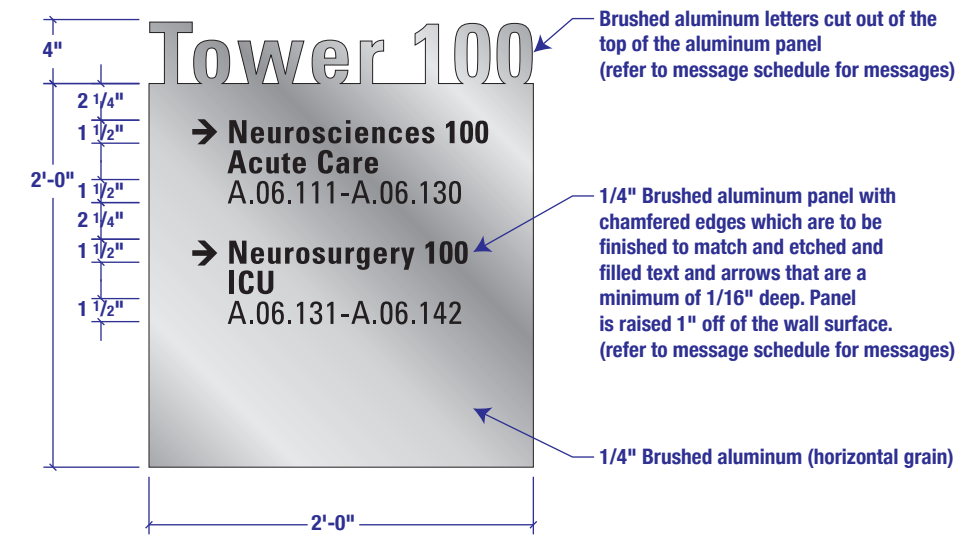 Tower 100
4"
2 1/4"
1 1/2"
2'-0"
1 1/2"
2 1/4"
1 1/2"
1 1/2"
→ Neurosciences 100
Acute Care
A.06.111-A.06.130
→ Neurosurgery 100
ICU
A.06.131-A.06.142
2'-0"
Brushed aluminum letters cut out of the
top of the aluminum panel
(refer to message schedule for messages)
1/4" Brushed aluminum panel with
chamfered edges which are to be
finished to match and etched and
filled text and arrows that are a
minimum of 1/16" deep. Panel
is raised 1" off of the wall surface.
(refer to message schedule for messages)
1/4" Brushed aluminum (horizontal grain)